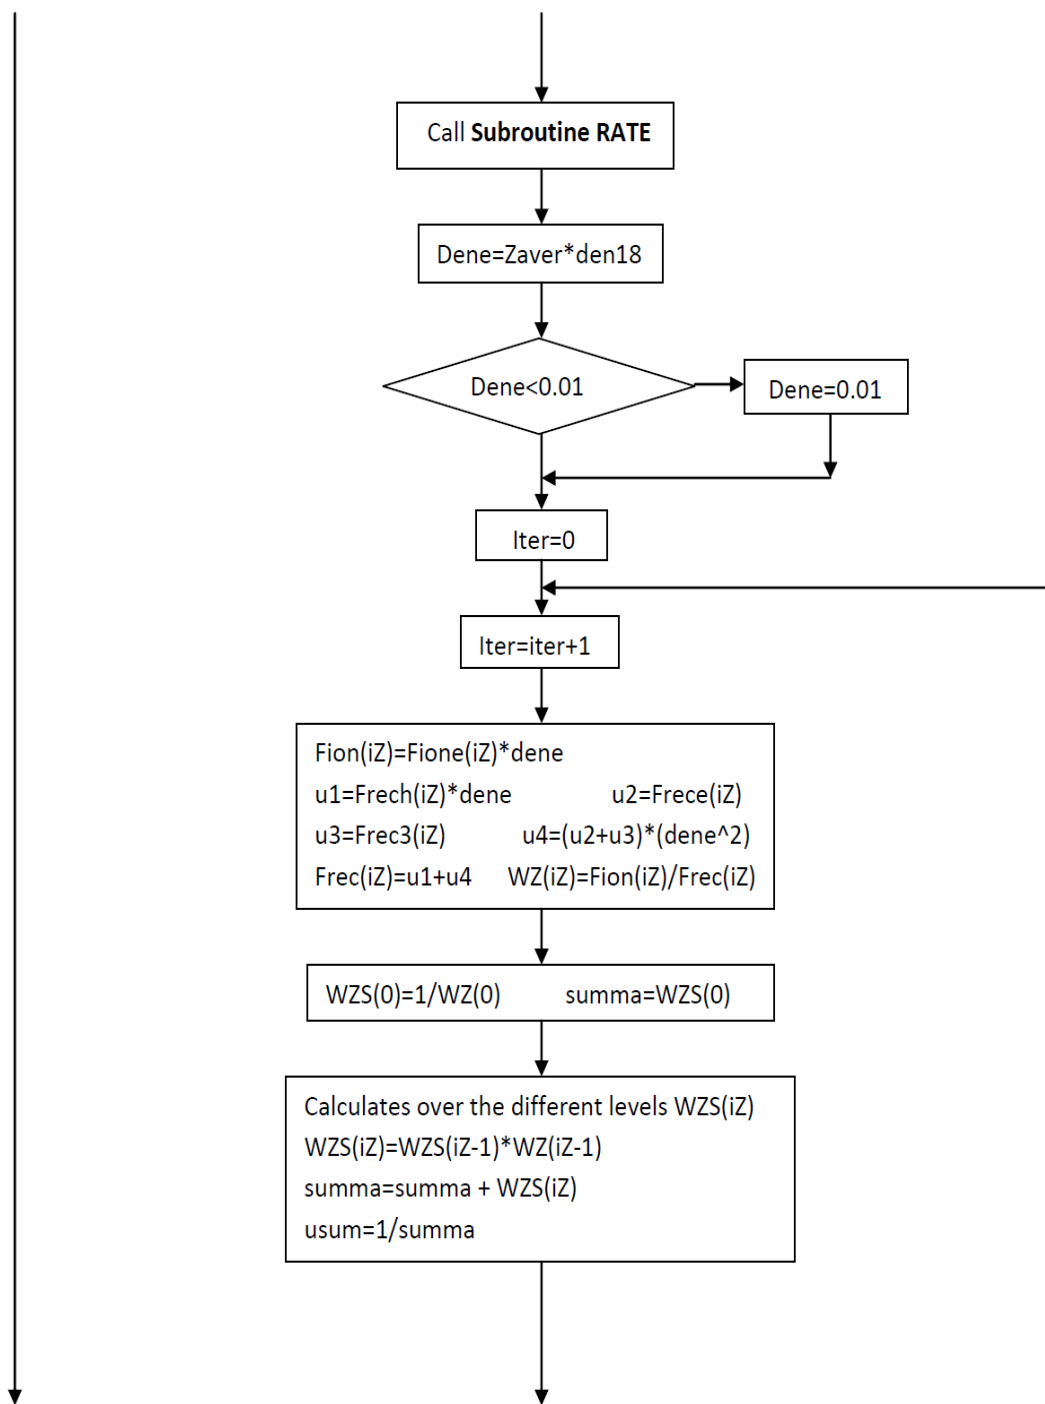 Call Subroutine RATE
Dene=Zaver*den18
Dene<0.01
Dene=0.01
Iter=0
Iter=iter+1
Fion(iZ)=Fione(iZ)*dene
u1=Frech(iZ)*dene u2=Frece(iZ)
u3=Frec3(iZ) u4=(u2+u3)*(dene^2)
Frec(iZ)=u1+u4 WZ(iZ)=Fion(iZ)/Frec(iZ)
WZS(0)=1/WZ(0) summa=WZS(0)
Calculates over the different levels WZS(iZ)
WZS(iZ)=WZS(iZ-1)*WZ(iZ-1)
summa=summa + WZS(iZ)
usum=1/summa